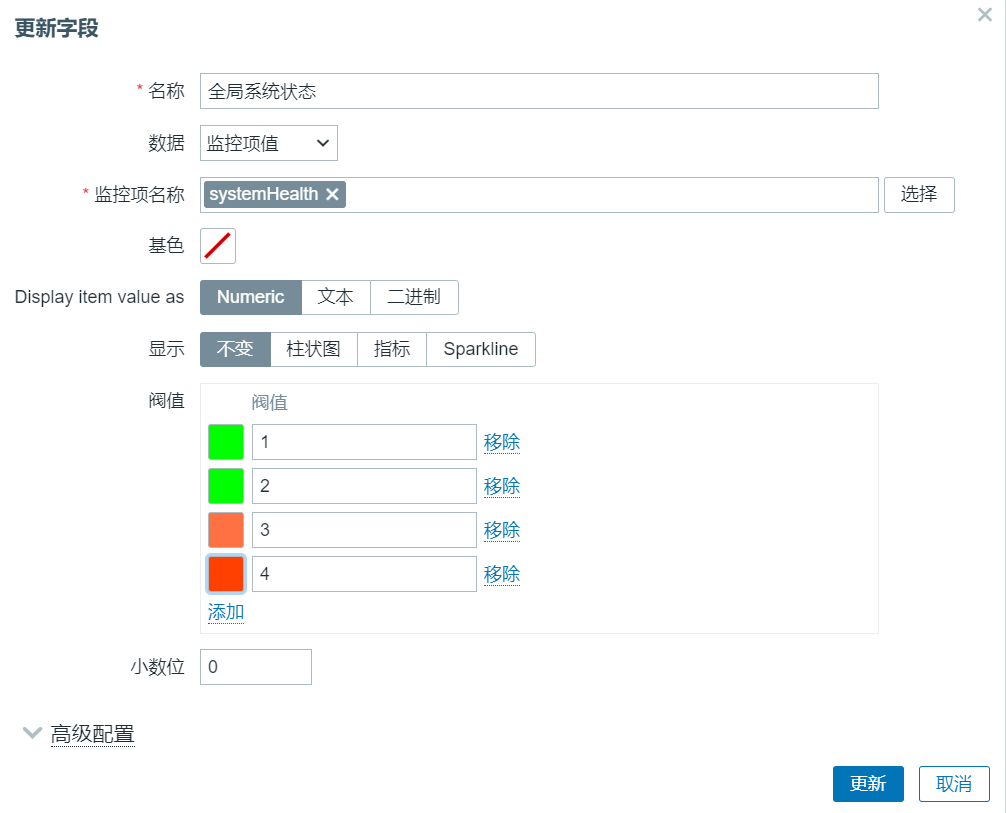 更新字段
* 名称 全局系统状态
数据 监控项值
* 监控项名称 systemHealth 选择
基色
Display item value as Numeric 文本 二进制
显示 不变 柱状图 指标 Sparkline
阀值 阀值
1 移除
2 移除
3 移除
4 移除
添加
小数位 0
高级配置
更新 取消